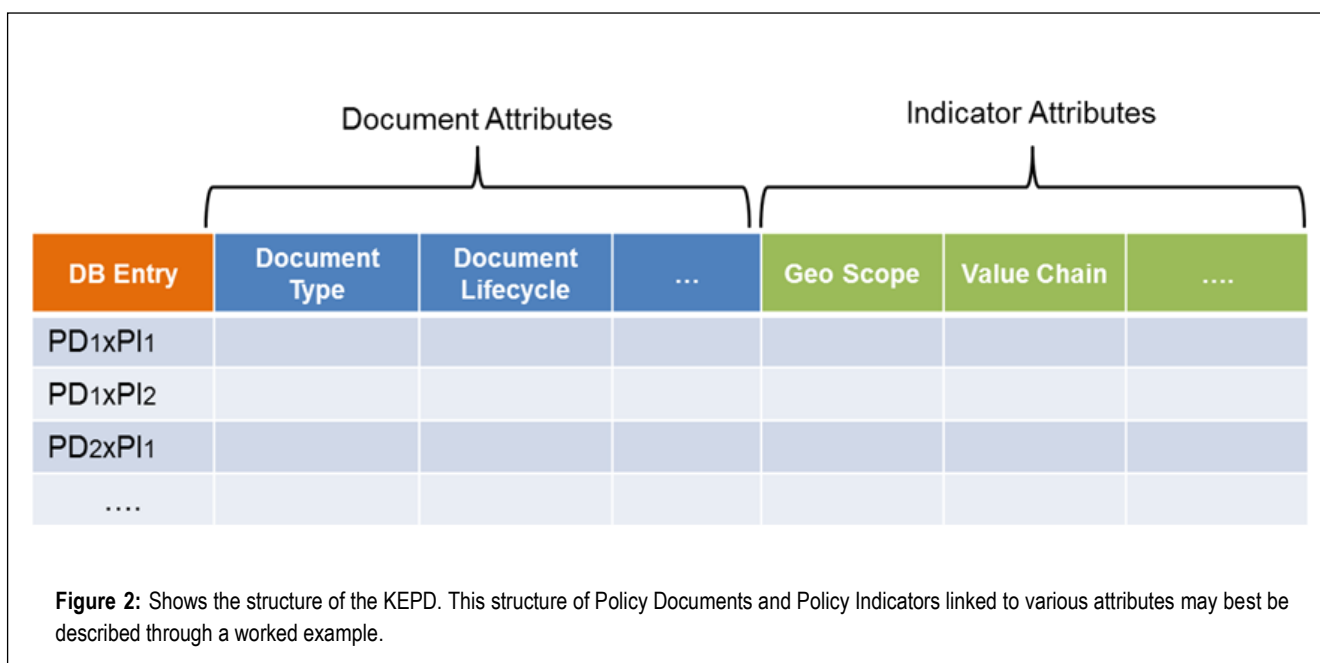 Document Attributes
Indicator Attributes
DB Entry
Document Type
Document Lifecycle
...
Geo Scope
Value Chain
....
PD1xPI1
PD1xPI2
PD2xPI1
....
Figure 2: Shows the structure of the KEPD. This structure of Policy Documents and Policy Indicators linked to various attributes may best be
described through a worked example.